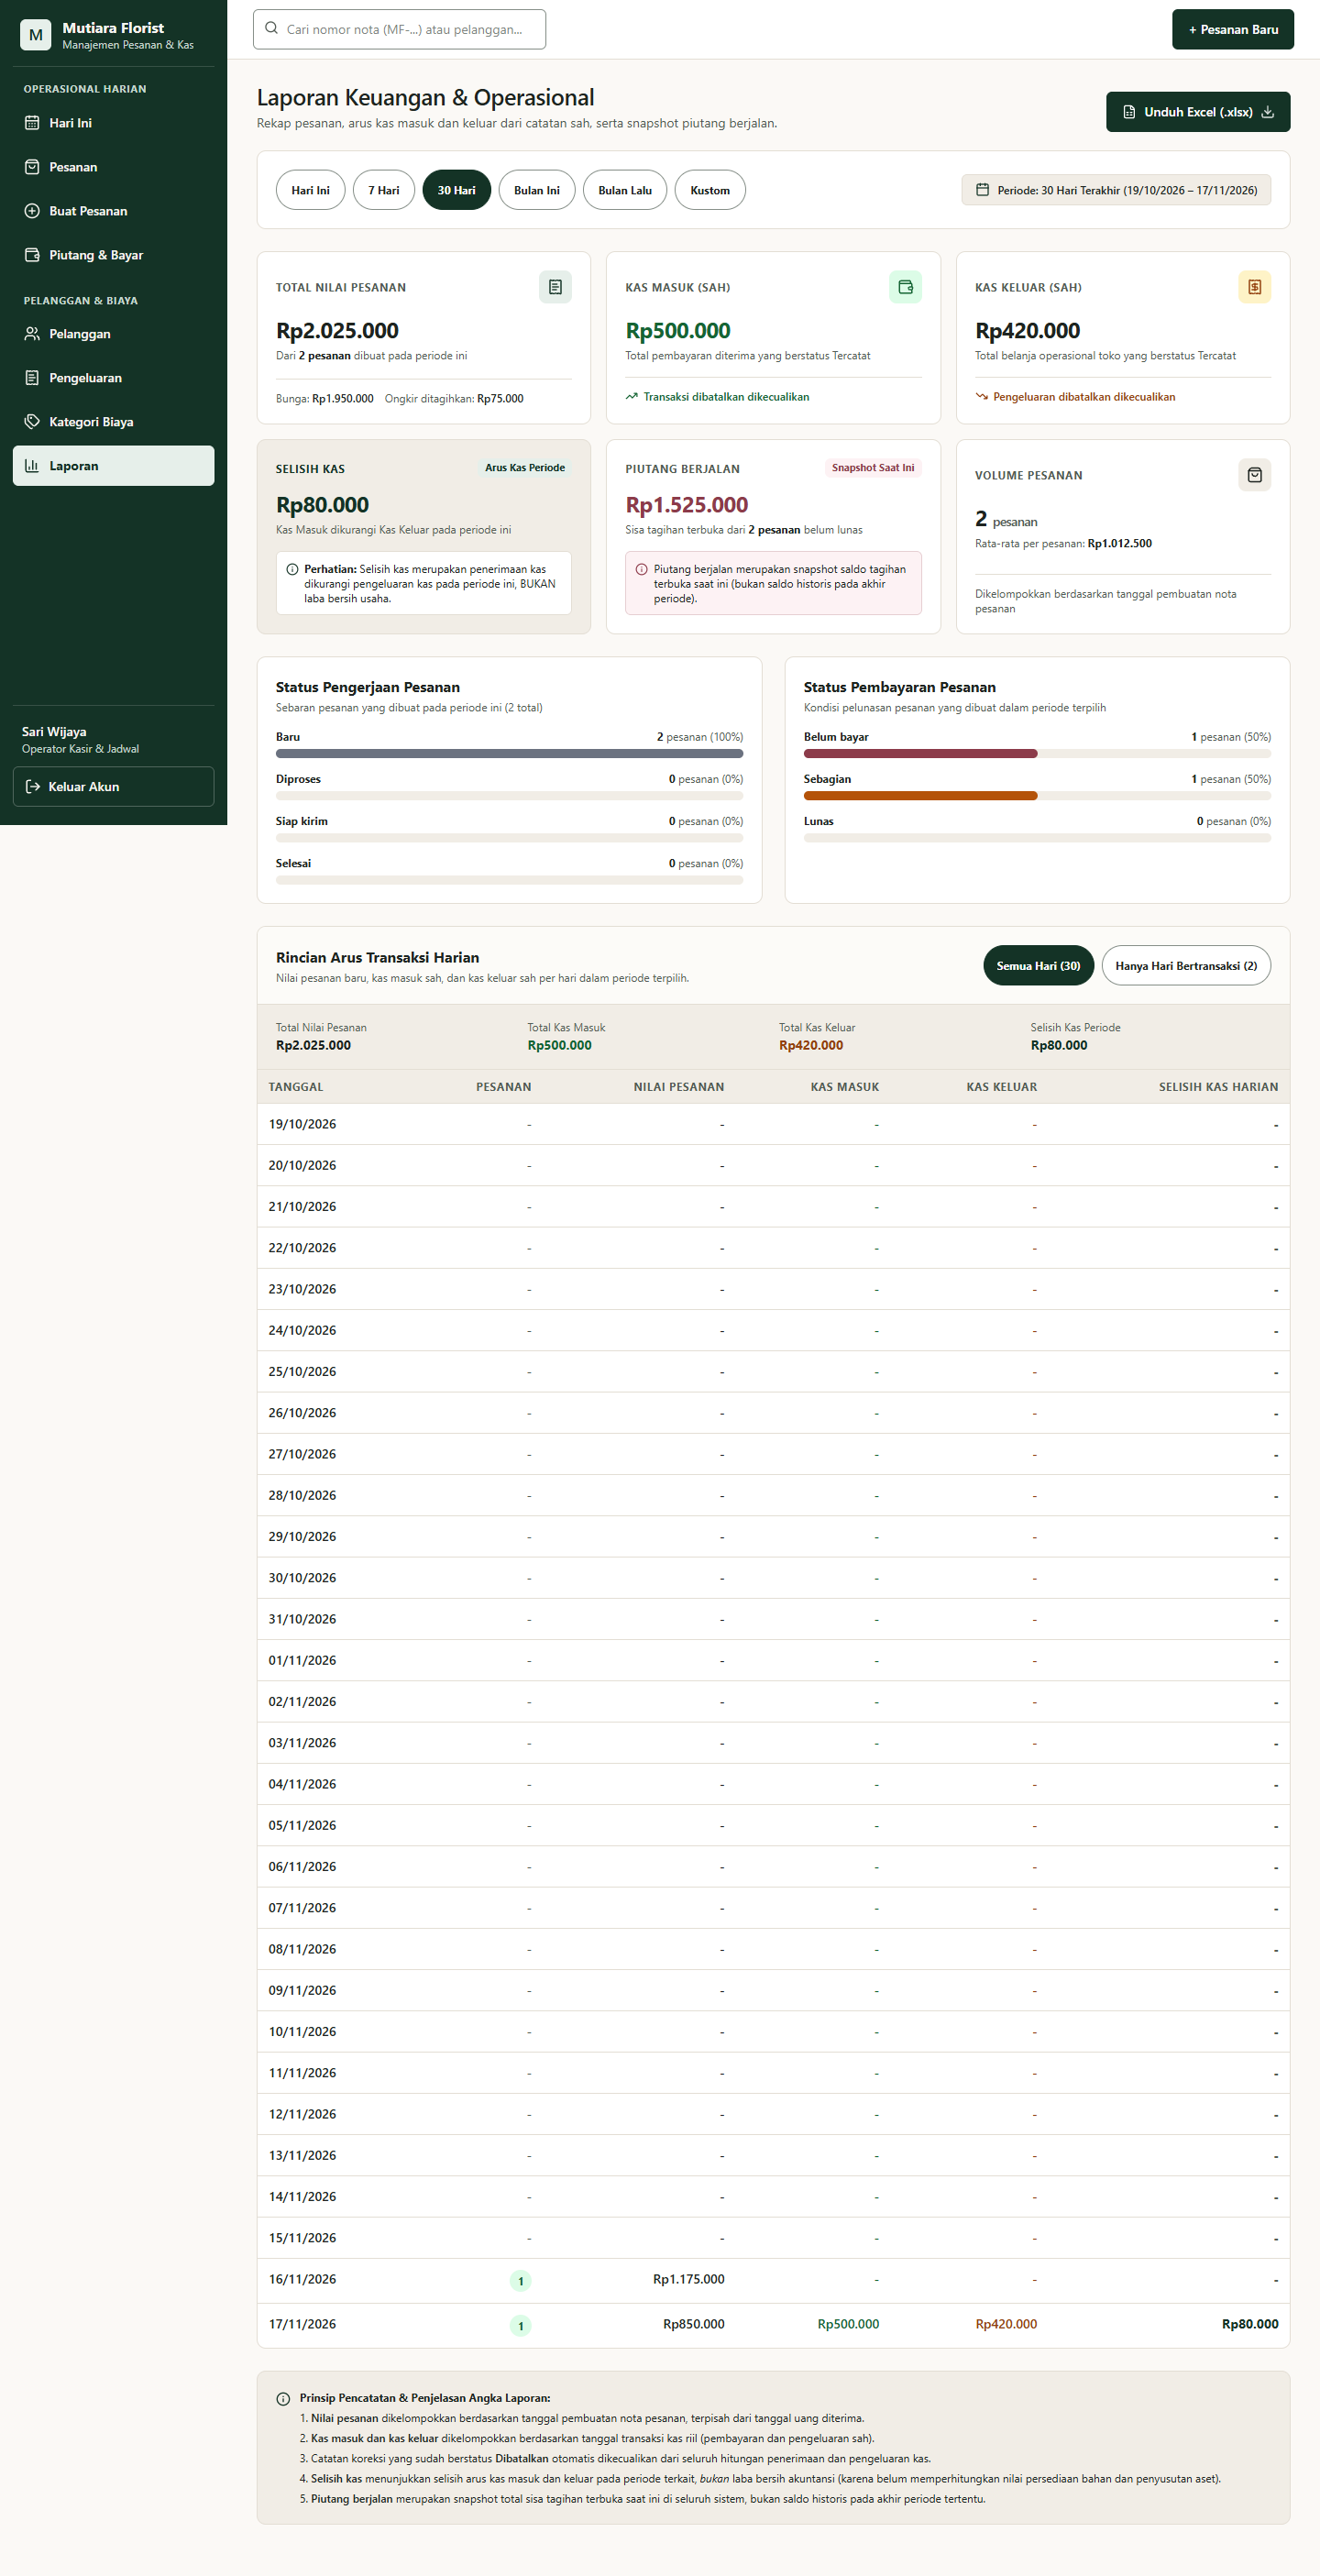 M
Mutiara Florist
Manajemen Pesanan & Kas
OPERASIONAL HARIAN
Hari Ini
Pesanan
Buat Pesanan
Piutang & Bayar
PELANGGAN & BIAYA
Pelanggan
Pengeluaran
Kategori Biaya
Laporan
Sari Wijaya
Operator Kasir & Jadwal
Keluar Akun
Cari nomor nota (MF-...) atau pelanggan...
+ Pesanan Baru
Laporan Keuangan & Operasional
Rekap pesanan, arus kas masuk dan keluar dari catatan sah, serta snapshot piutang berjalan.
Unduh Excel (.xlsx)
Hari Ini 7 Hari 30 Hari Bulan Ini Bulan Lalu Kustom
Periode: 30 Hari Terakhir (19/10/2026 – 17/11/2026)
TOTAL NILAI PESANAN
Rp2.025.000
Dari 2 pesanan dibuat pada periode ini
Bunga: Rp1.950.000 Ongkir ditagihkan: Rp75.000
KAS MASUK (SAH)
Rp500.000
Total pembayaran diterima yang berstatus Tercatat
Transaksi dibatalkan dikecualikan
KAS KELUAR (SAH)
Rp420.000
Total belanja operasional toko yang berstatus Tercatat
Pengeluaran dibatalkan dikecualikan
SELISIH KAS Arus Kas Periode
Rp80.000
Kas Masuk dikurangi Kas Keluar pada periode ini
Perhatian: Selisih kas merupakan penerimaan kas
dikurangi pengeluaran kas pada periode ini, BUKAN
laba bersih usaha.
PIUTANG BERJALAN Snapshot Saat Ini
Rp1.525.000
Sisa tagihan terbuka dari 2 pesanan belum lunas
Piutang berjalan merupakan snapshot saldo tagihan
terbuka saat ini (bukan saldo historis pada akhir
periode).
VOLUME PESANAN
2 pesanan
Rata-rata per pesanan: Rp1.012.500
Dikelompokkan berdasarkan tanggal pembuatan nota
pesanan
Status Pengerjaan Pesanan
Sebaran pesanan yang dibuat pada periode ini (2 total)
Baru 2 pesanan (100%)
Diproses 0 pesanan (0%)
Siap kirim 0 pesanan (0%)
Selesai 0 pesanan (0%)
Status Pembayaran Pesanan
Kondisi pelunasan pesanan yang dibuat dalam periode terpilih
Belum bayar 1 pesanan (50%)
Sebagian 1 pesanan (50%)
Lunas 0 pesanan (0%)
Rincian Arus Transaksi Harian
Nilai pesanan baru, kas masuk sah, dan kas keluar sah per hari dalam periode terpilih.
Semua Hari (30) Hanya Hari Bertransaksi (2)
Total Nilai Pesanan Total Kas Masuk Total Kas Keluar Selisih Kas Periode
Rp2.025.000 Rp500.000 Rp420.000 Rp80.000
TANGGAL PESANAN NILAI PESANAN KAS MASUK KAS KELUAR SELISIH KAS HARIAN
19/10/2026 - - - - -
20/10/2026 - - - - -
21/10/2026 - - - - -
22/10/2026 - - - - -
23/10/2026 - - - - -
24/10/2026 - - - - -
25/10/2026 - - - - -
26/10/2026 - - - - -
27/10/2026 - - - - -
28/10/2026 - - - - -
29/10/2026 - - - - -
30/10/2026 - - - - -
31/10/2026 - - - - -
01/11/2026 - - - - -
02/11/2026 - - - - -
03/11/2026 - - - - -
04/11/2026 - - - - -
05/11/2026 - - - - -
06/11/2026 - - - - -
07/11/2026 - - - - -
08/11/2026 - - - - -
09/11/2026 - - - - -
10/11/2026 - - - - -
11/11/2026 - - - - -
12/11/2026 - - - - -
13/11/2026 - - - - -
14/11/2026 - - - - -
15/11/2026 - - - - -
16/11/2026 1 Rp1.175.000 - - -
17/11/2026 1 Rp850.000 Rp500.000 Rp420.000 Rp80.000
Prinsip Pencatatan & Penjelasan Angka Laporan:
1. Nilai pesanan dikelompokkan berdasarkan tanggal pembuatan nota pesanan, terpisah dari tanggal uang diterima.
2. Kas masuk dan kas keluar dikelompokkan berdasarkan tanggal transaksi kas riil (pembayaran dan pengeluaran sah).
3. Catatan koreksi yang sudah berstatus Dibatalkan otomatis dikecualikan dari seluruh hitungan penerimaan dan pengeluaran kas.
4. Selisih kas menunjukkan selisih arus kas masuk dan keluar pada periode terkait, bukan laba bersih akuntansi (karena belum memperhitungkan nilai persediaan bahan dan penyusutan aset).
5. Piutang berjalan merupakan snapshot total sisa tagihan terbuka saat ini di seluruh sistem, bukan saldo historis pada akhir periode tertentu.